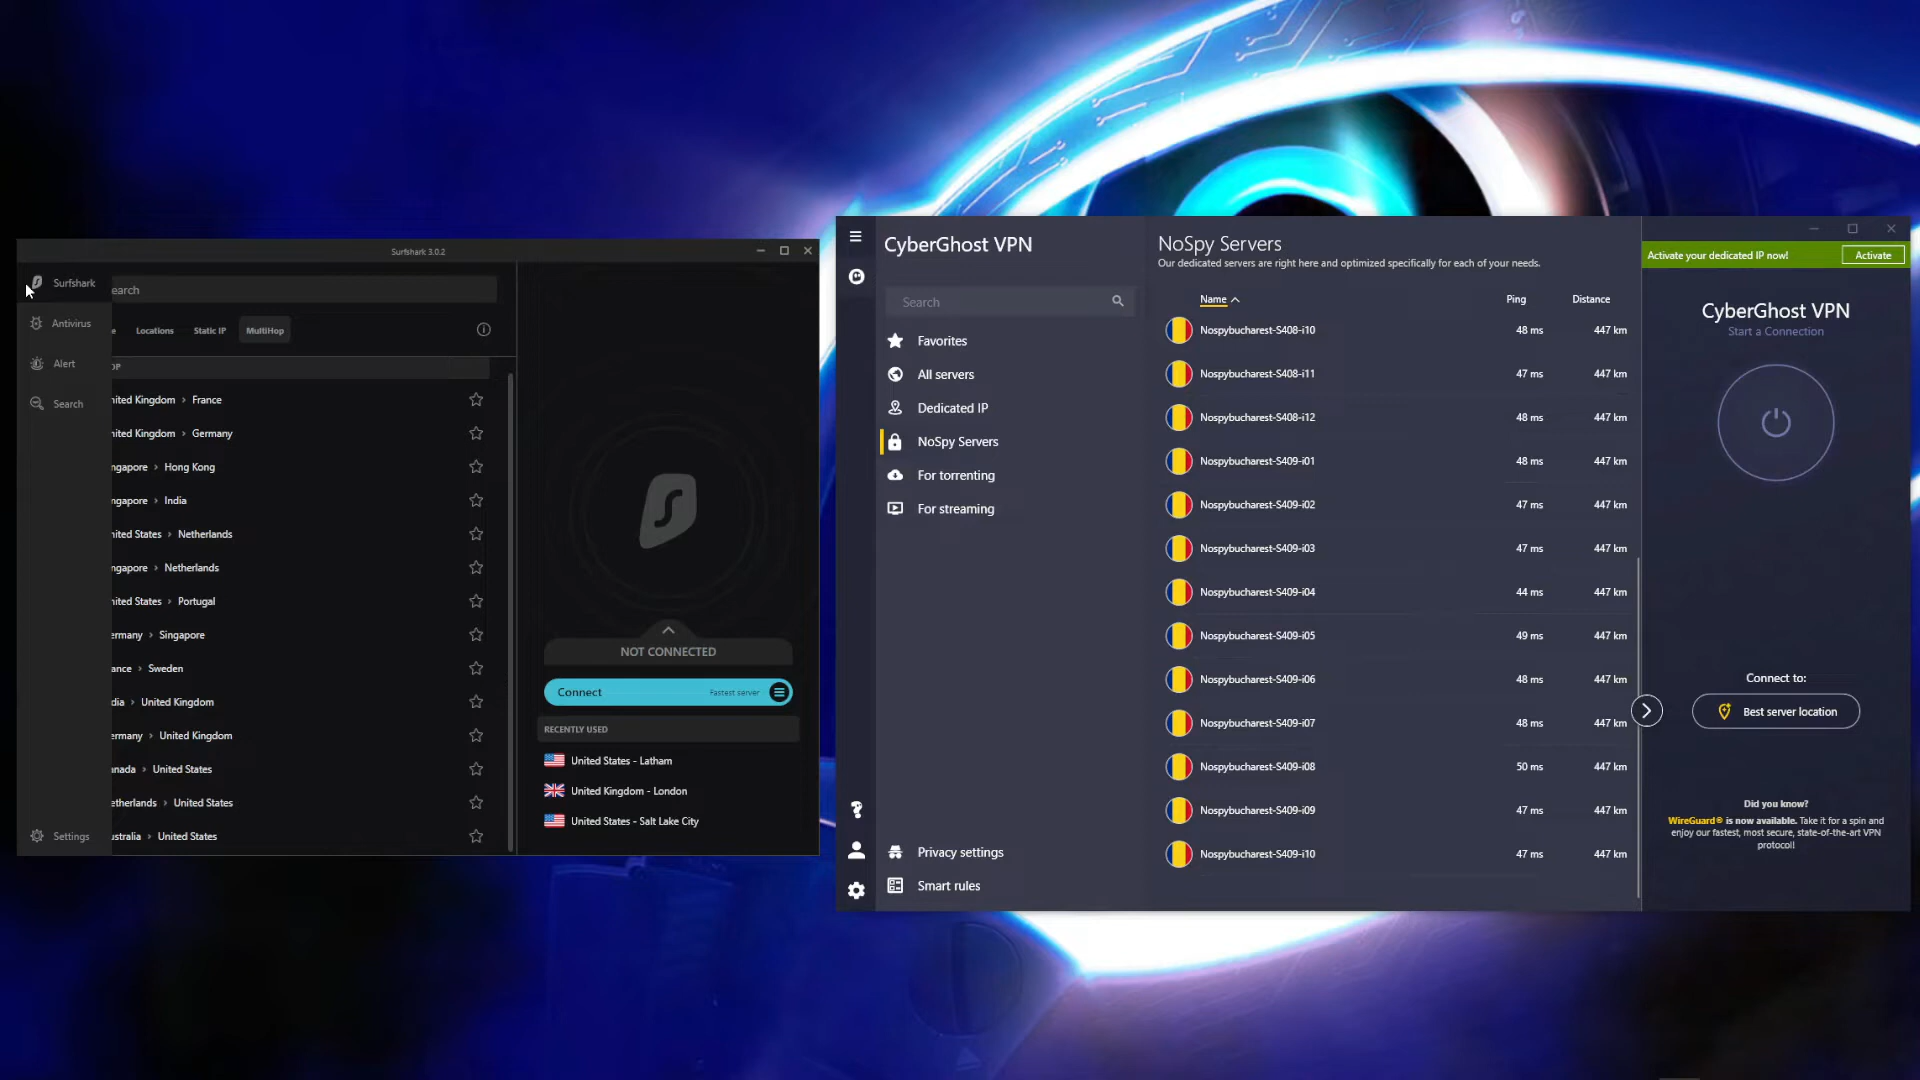 Surfshark 3.0.2
Surfshark
earch
Antivirus
e
Locations
Static IP
MultiHop
Alert
OP
Search
nited Kingdom › France
nited Kingdom › Germany
ngapore › Hong Kong
ngapore › India
nited States › Netherlands
ngapore › Netherlands
nited States › Portugal
ermany › Singapore
ance › Sweden
dia › United Kingdom
ermany › United Kingdom
anada › United States
etherlands › United States
ustralia › United States
Settings
NOT CONNECTED
Connect
Fastest server
RECENTLY USED
United States - Latham
United Kingdom - London
United States - Salt Lake City
CyberGhost VPN
Search
Favorites
All servers
Dedicated IP
NoSpy Servers
For torrenting
For streaming
Privacy settings
Smart rules
NoSpy Servers
Our dedicated servers are right here and optimized specifically for each of your needs.
Name Ping Distance
Nospybucharest-S408-i10 48 ms 447 km
Nospybucharest-S408-i11 47 ms 447 km
Nospybucharest-S408-i12 48 ms 447 km
Nospybucharest-S409-i01 48 ms 447 km
Nospybucharest-S409-i02 47 ms 447 km
Nospybucharest-S409-i03 47 ms 447 km
Nospybucharest-S409-i04 44 ms 447 km
Nospybucharest-S409-i05 49 ms 447 km
Nospybucharest-S409-i06 48 ms 447 km
Nospybucharest-S409-i07 48 ms 447 km
Nospybucharest-S409-i08 50 ms 447 km
Nospybucharest-S409-i09 47 ms 447 km
Nospybucharest-S409-i10 47 ms 447 km
Activate your dedicated IP now!
Activate
CyberGhost VPN
Start a Connection
Connect to:
Best server location
Did you know?
WireGuard® is now available. Take it for a spin and
enjoy our fastest, most secure, state-of-the-art VPN
protocol!